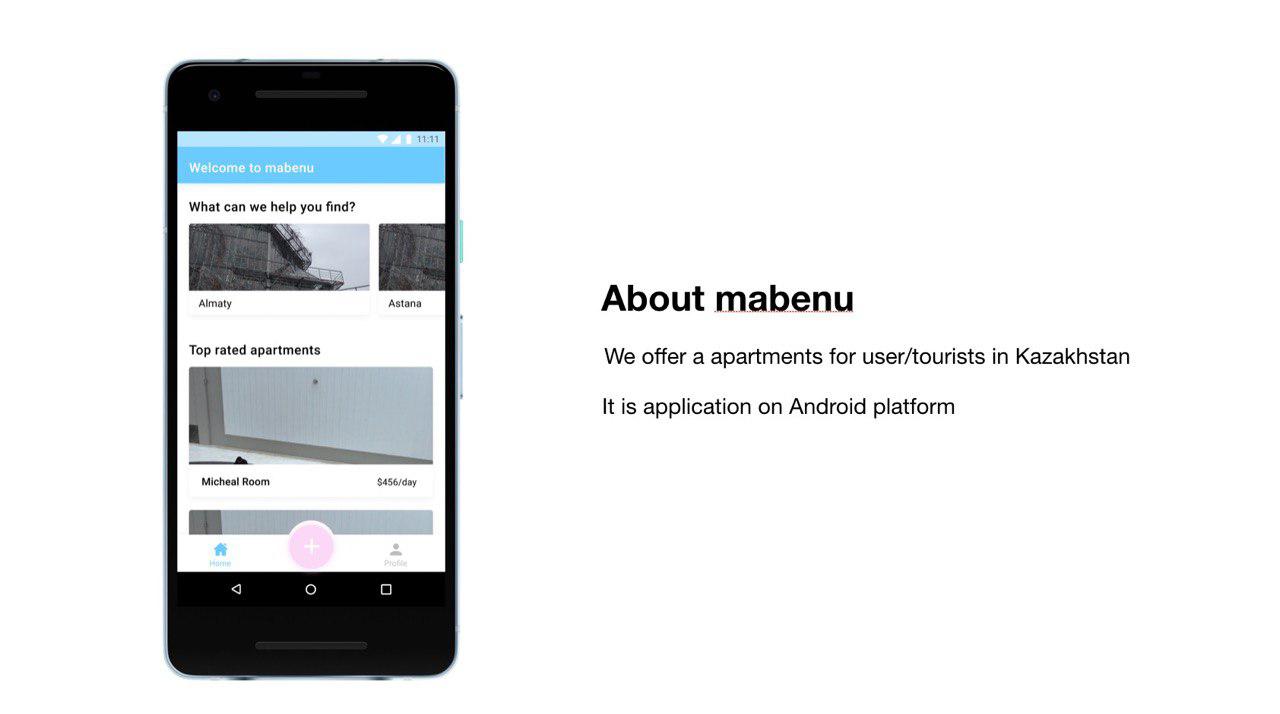 11:11
Welcome to mabenu
What can we help you find?
Almaty
Astana
Top rated apartments
Micheal Room
$456/day
Home
Profile
About mabenu
We offer a apartments for user/tourists in Kazakhstan
It is application on Android platform